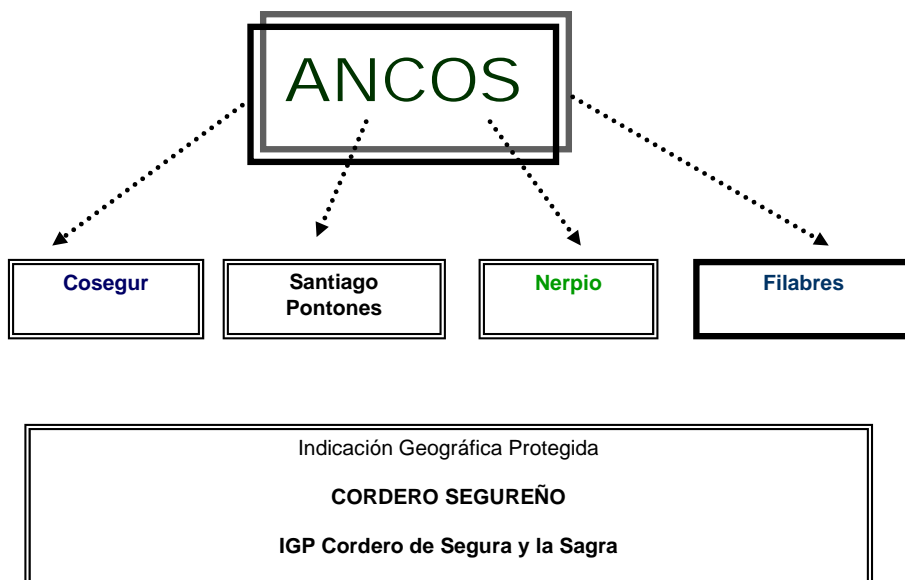 ANCOS
Cosegur
Santiago
Pontones
Nerpio
Filabres
Indicación Geográfica Protegida
CORDERO SEGUREÑO
IGP Cordero de Segura y la Sagra